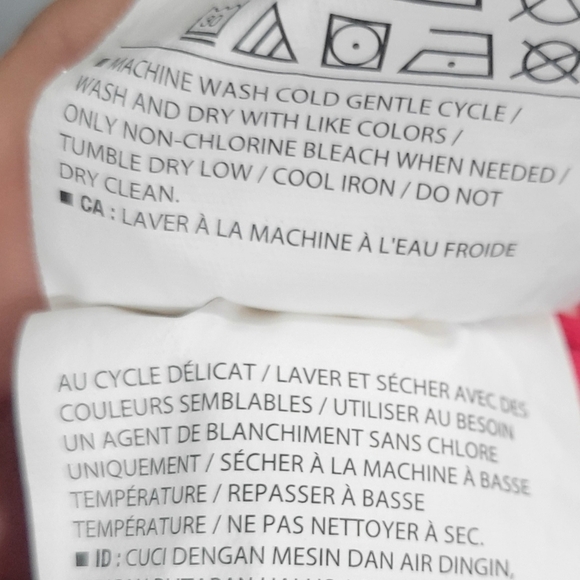 30
MACHINE WASH COLD GENTLE CYCLE /
WASH AND DRY WITH LIKE COLORS /
ONLY NON-CHLORINE BLEACH WHEN NEEDED /
TUMBLE DRY LOW / COOL IRON / DO NOT
DRY CLEAN.
■ CA : LAVER À LA MACHINE À L'EAU FROIDE
AU CYCLE DÉLICAT / LAVER ET SÉCHER AVEC DES
COULEURS SEMBLABLES / UTILISER AU BESOIN
UN AGENT DE BLANCHIMENT SANS CHLORE
UNIQUEMENT / SÉCHER À LA MACHINE À BASSE
TEMPÉRATURE / REPASSER À BASSE
TEMPÉRATURE / NE PAS NETTOYER À SEC.
■ ID : CUCI DENGAN MESIN DAN AIR DINGIN,